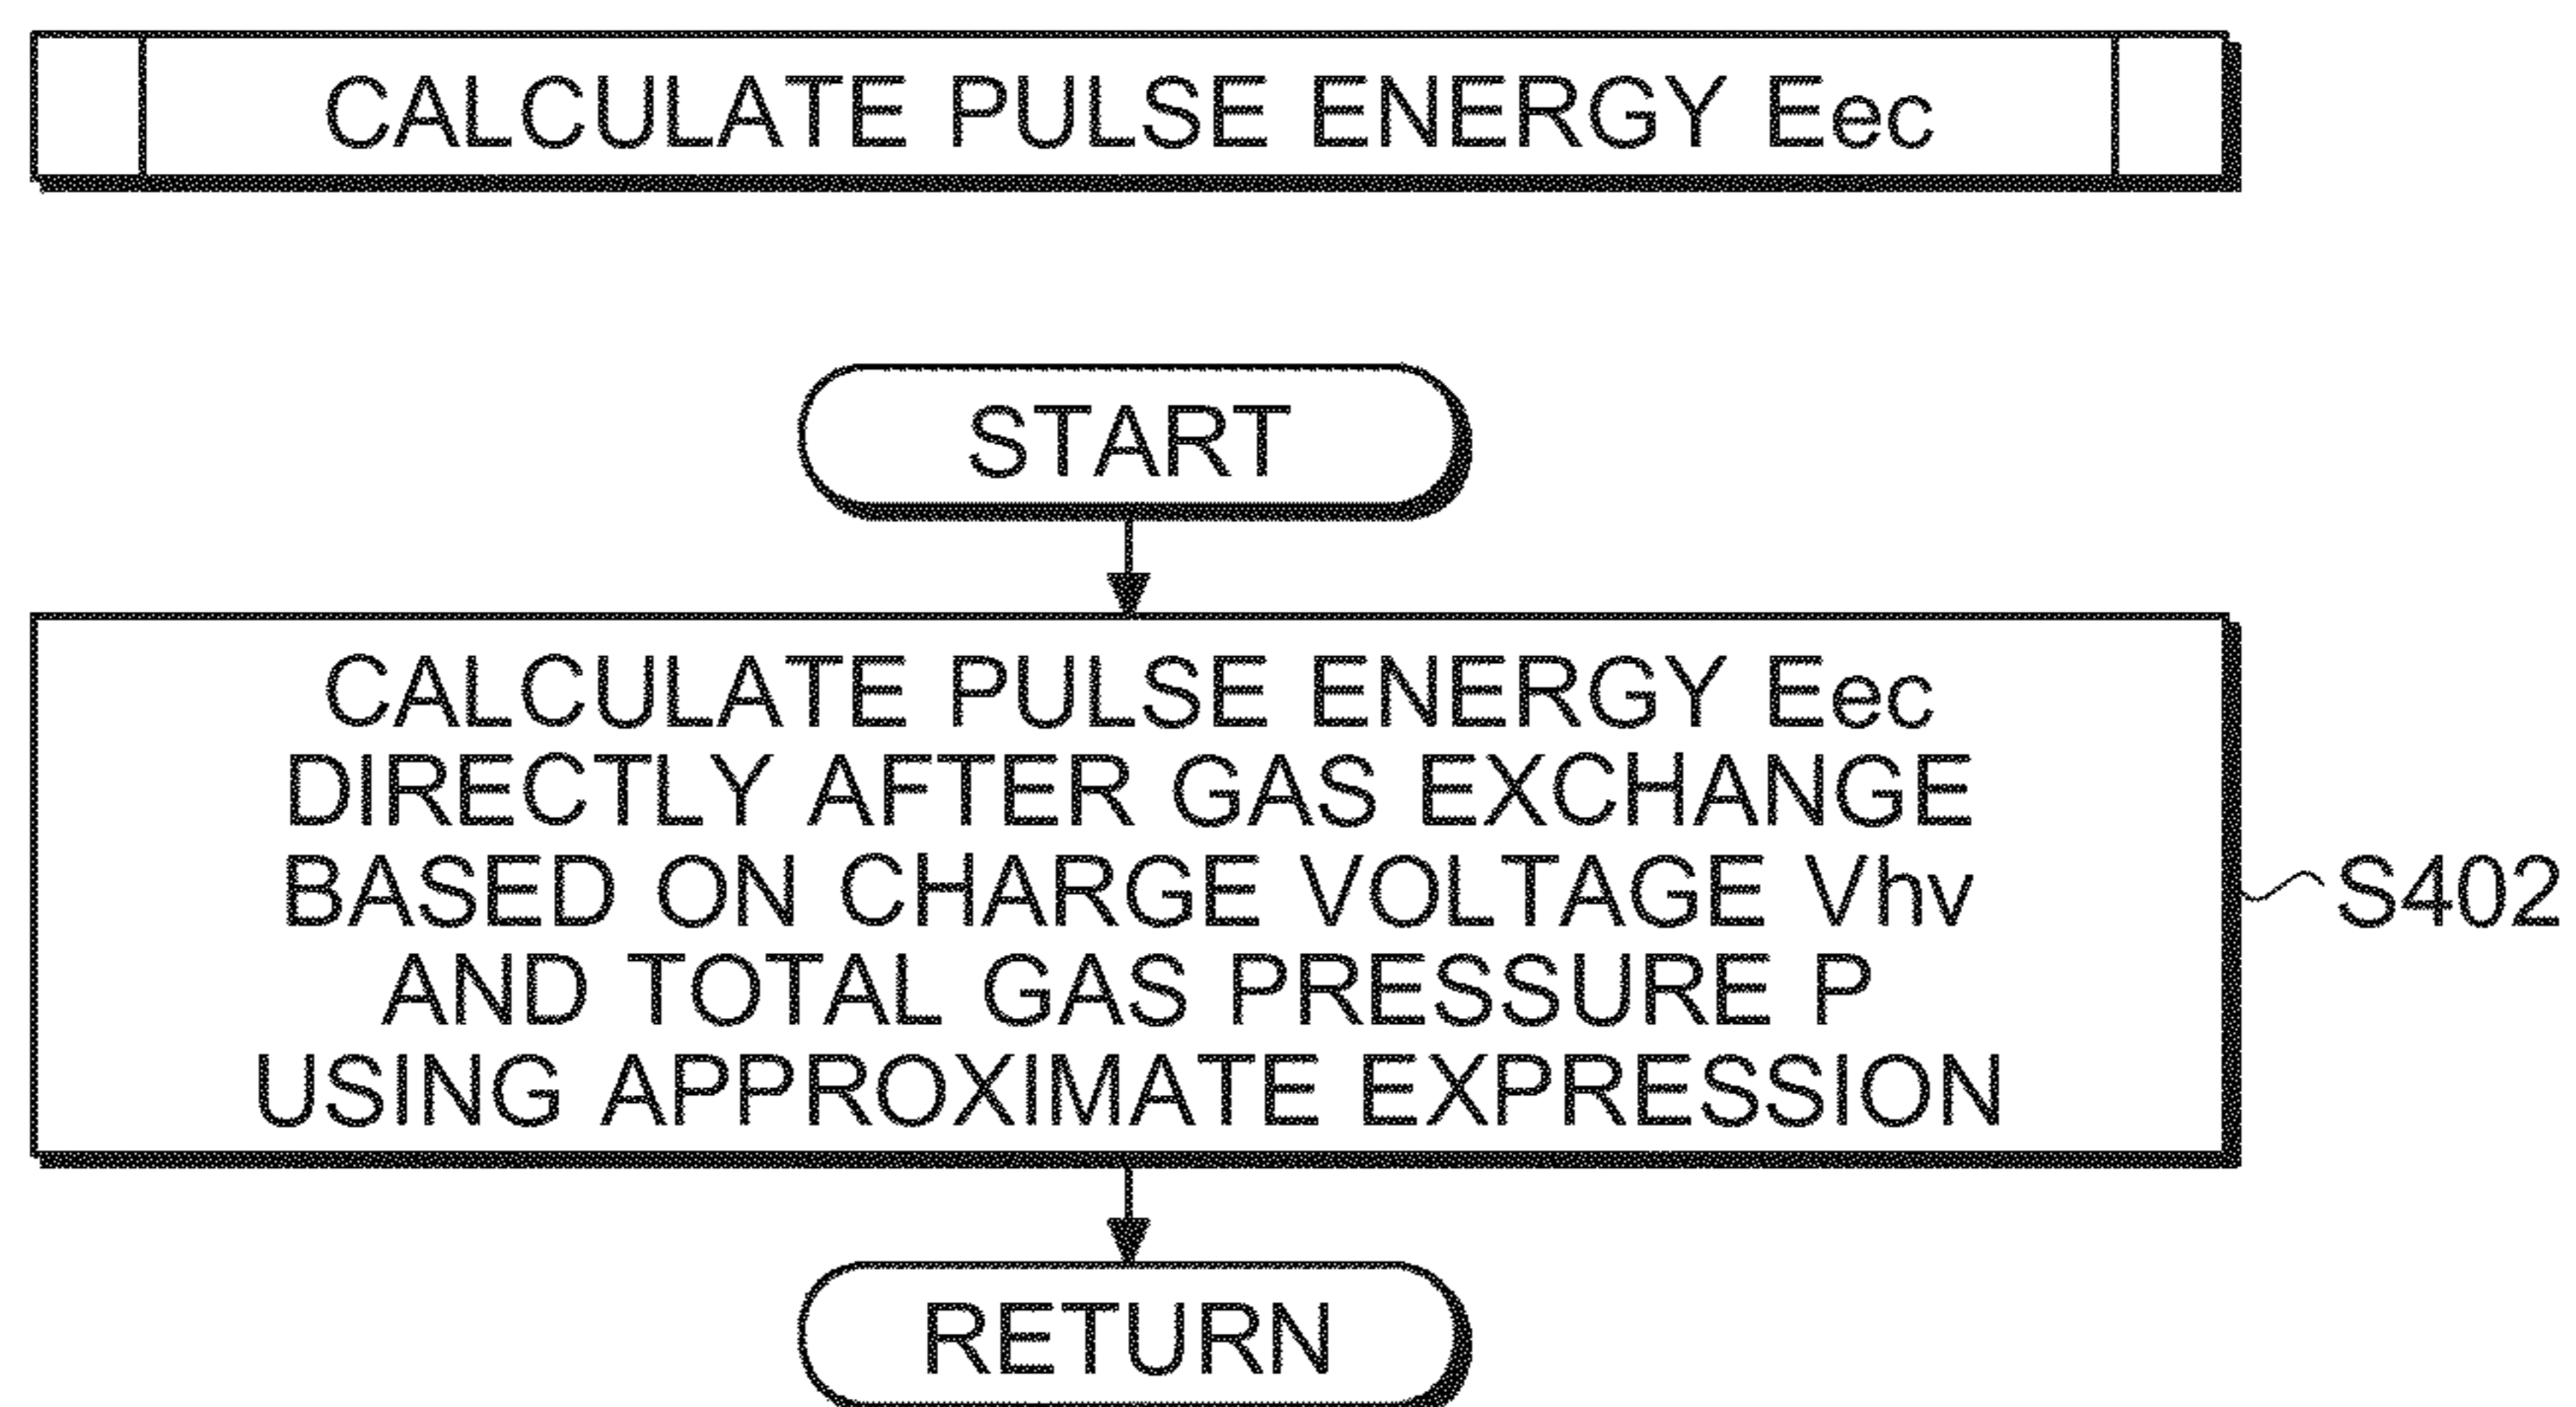 CALCULATE PULSE ENERGY Eec
START
CALCULATE PULSE ENERGY Eec
DIRECTLY AFTER GAS EXCHANGE
BASED ON CHARGE VOLTAGE Vhv
AND TOTAL GAS PRESSURE P
USING APPROXIMATE EXPRESSION
S402
RETURN